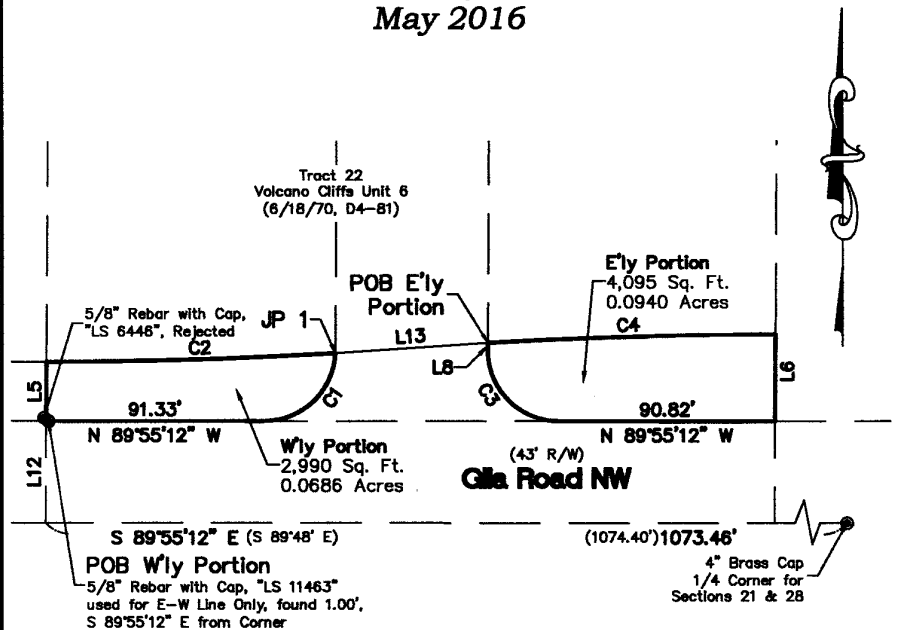 May 2016
Tract 22
Volcano Cliffs Unit 6
(6/18/70, D4-81)
E'ly Portion
4,095 Sq. Ft.
0.0940 Acres
POB E'ly
Portion
5/8" Rebar with Cap,
"LS 6446", Rejected
JP 1
L13
C4
C2
L8
L6
L5
C1
C3
91.33'
N 89°55'12" W
90.82'
N 89°55'12" W
W'ly Portion
2,990 Sq. Ft.
0.0686 Acres
(43' R/W)
Gila Road NW
L12
S 89°55'12" E (S 89°48' E)
(1074.40') 1073.46'
POB W'ly Portion
5/8" Rebar with Cap, "LS 11463"
used for E-W Line Only, found 1.00',
S 89°55'12" E from Corner
4" Brass Cap
1/4 Corner for
Sections 21 & 28